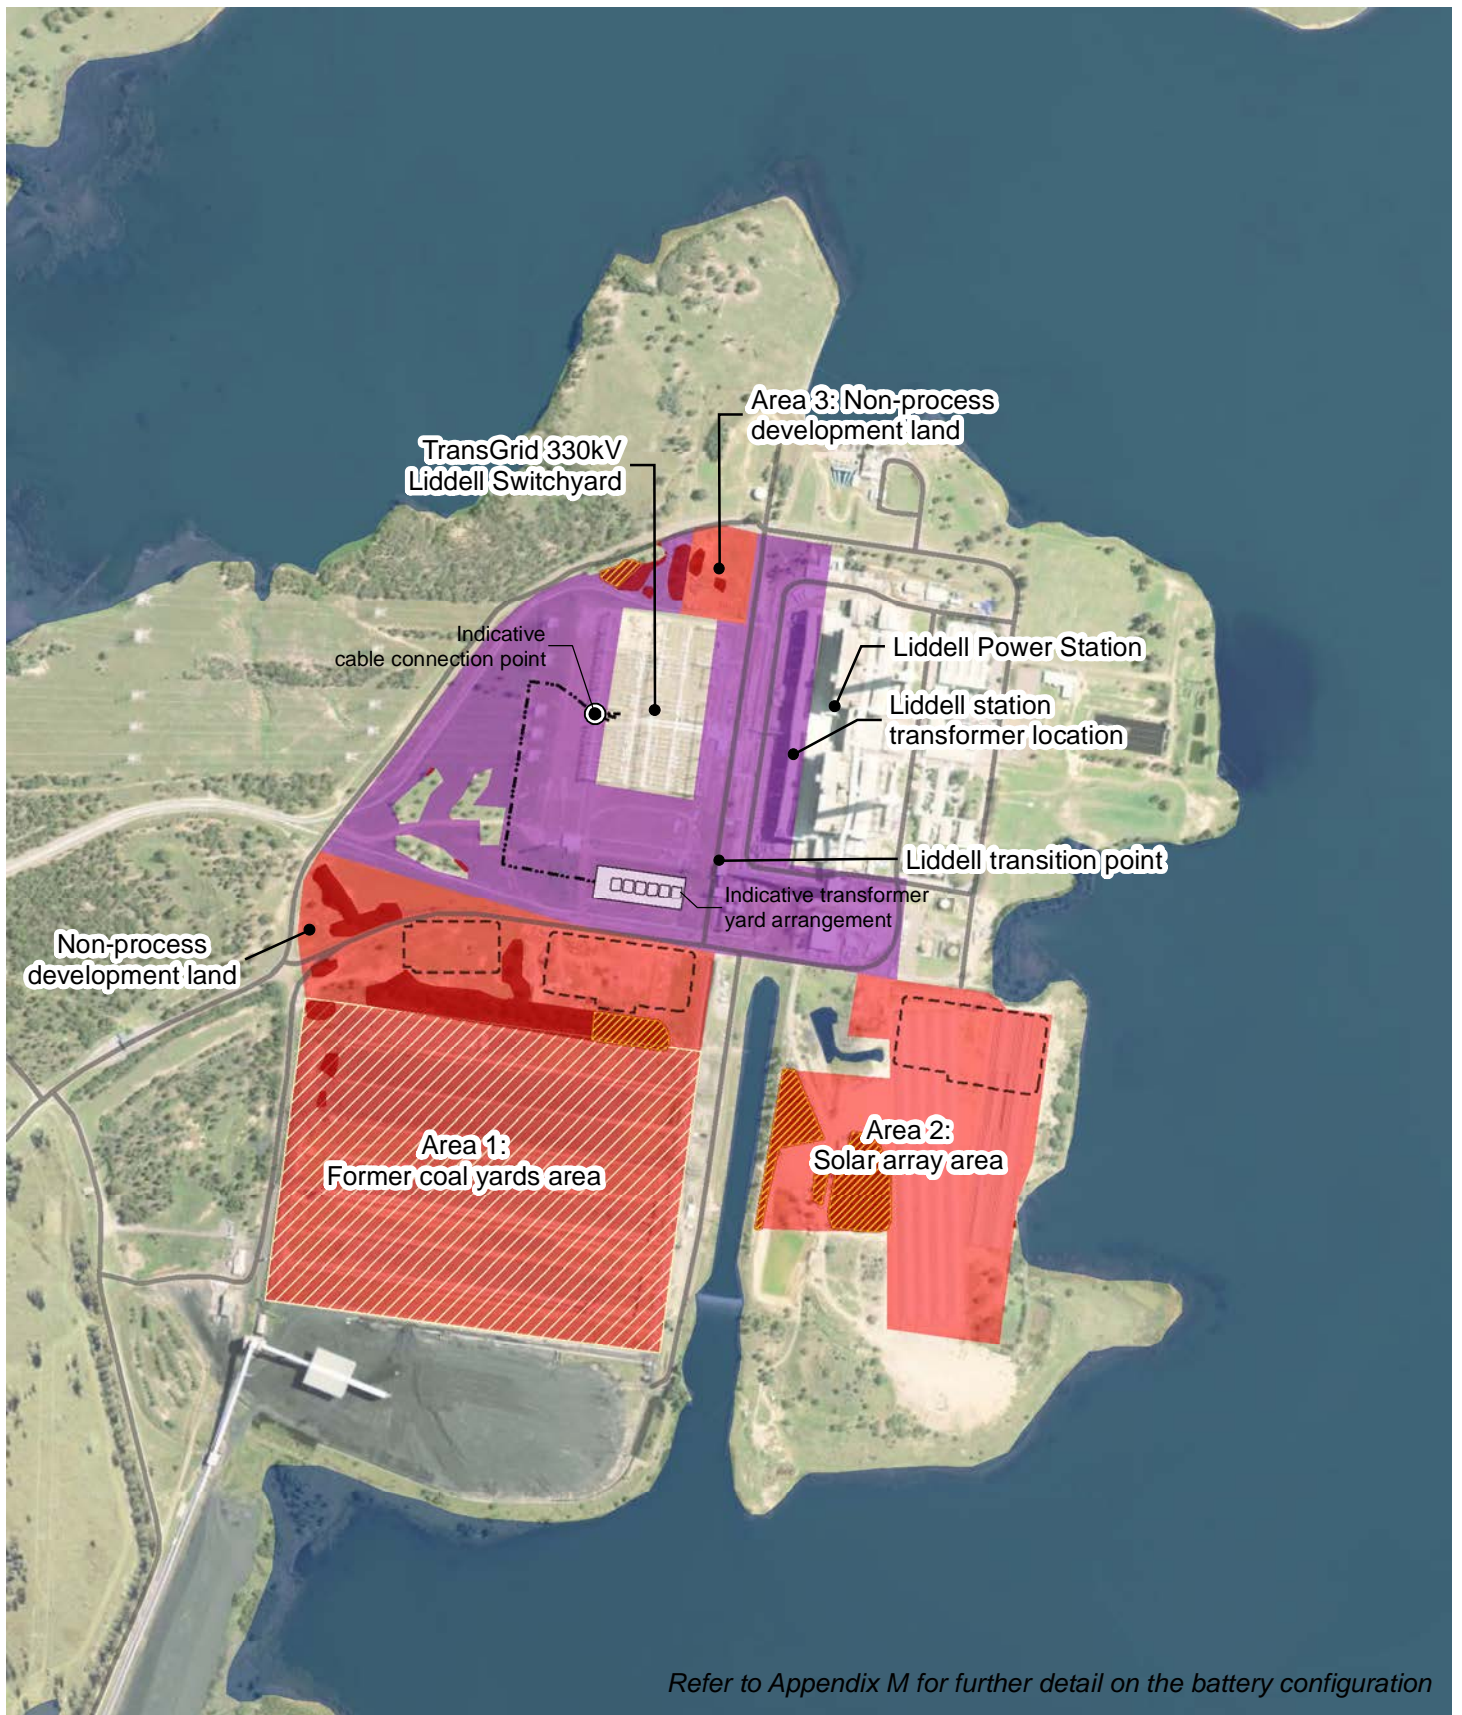 Area 3: Non-process
development land
TransGrid 330kV
Liddell Switchyard
Indicative
cable connection point
Liddell Power Station
Liddell station
transformer location
Liddell transition point
Indicative transformer
yard arrangement
Non-process
development land
Area 1:
Former coal yards area
Area 2:
Solar array area
Refer to Appendix M for further detail on the battery configuration